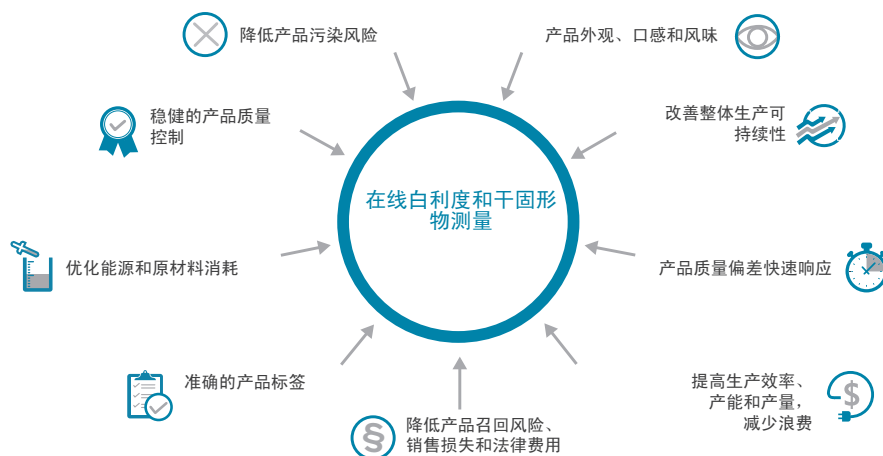 降低产品污染风险
产品外观、口感和风味
稳健的产品质量
控制
改善整体生产可
持续性
在线白利度和干固形
物测量
优化能源和原材料消耗
产品质量偏差快速响应
准确的产品标签
提高生产效率、
产能和产量，
减少浪费
$
§
降低产品召回风险、
销售损失和法律费用